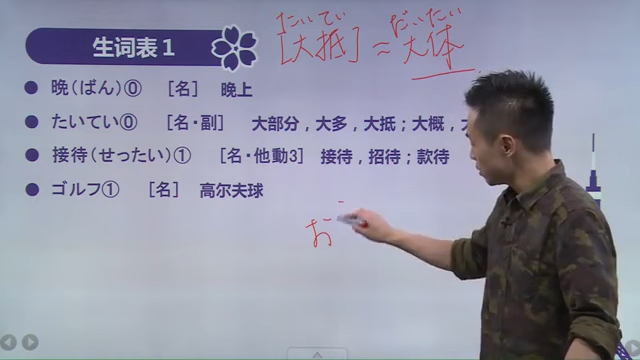 生词表1
たいてい だいたい
[大抵]≈大体
● 晩(ばん)⓪ [名] 晚上
● たいてい⓪ [名・副] 大部分，大多，大抵；大概，
● 接待(せったい)① [名・他動3] 接待，招待；款待
● ゴルフ① [名] 高尔夫球
お